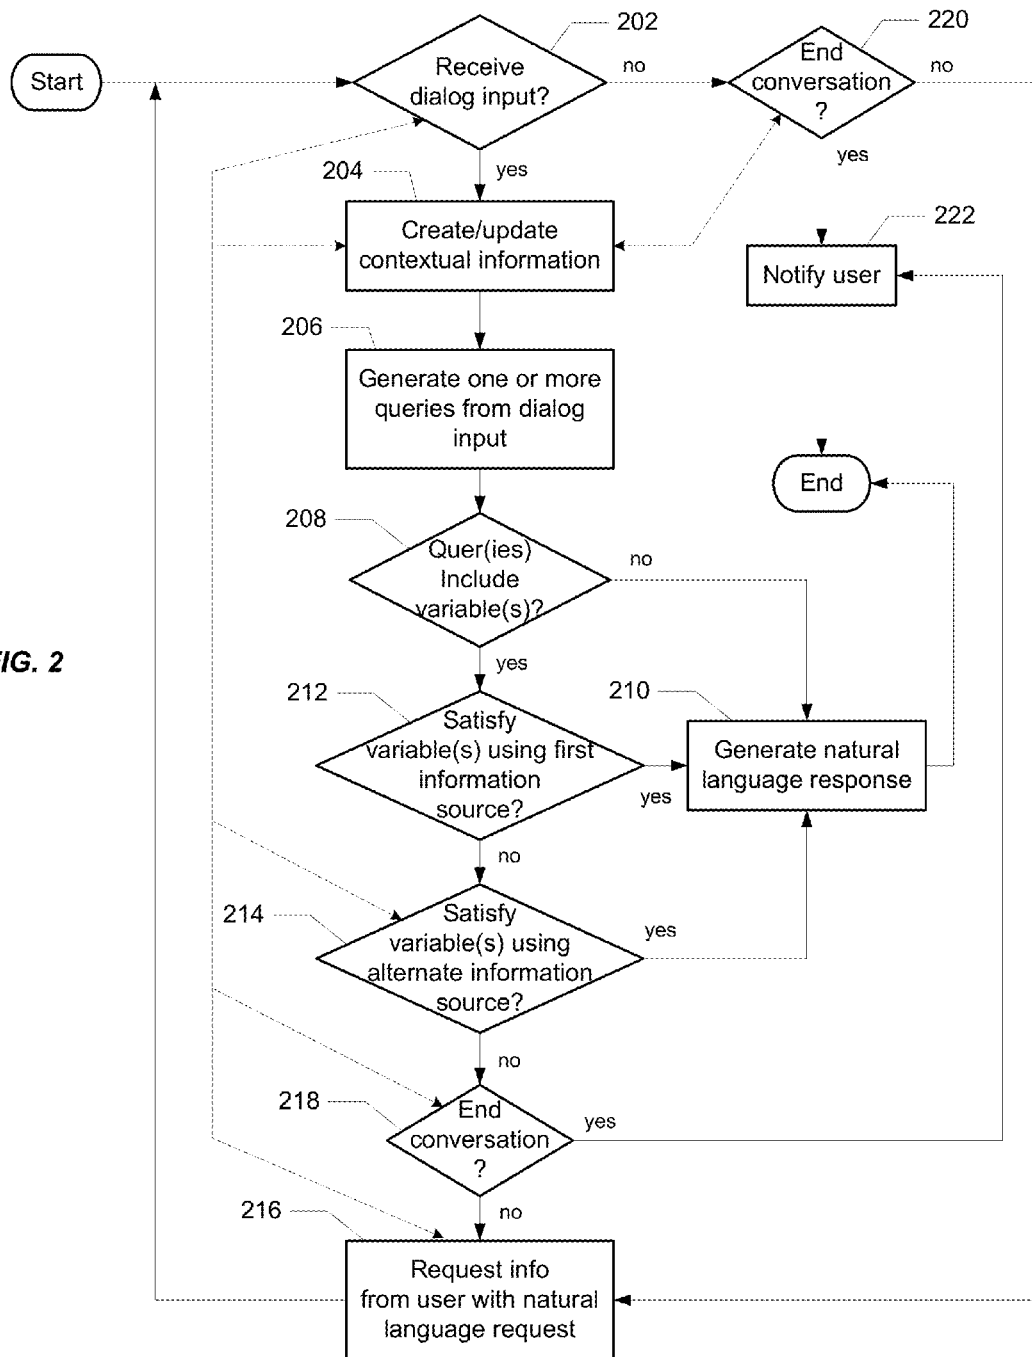 202
220
Start
Receive
dialog input?
no
End
conversation
?
no
yes
yes
204
Create/update
contextual information
222
Notify user
206
Generate one or more
queries from dialog
input
End
208
Quer(ies)
Include
variable(s)?
no
yes
IG. 2
212
Satisfy
variable(s) using first
information
source?
yes
210
Generate natural
language response
no
214
Satisfy
variable(s) using
alternate information
source?
yes
no
218
End
conversation
?
yes
no
216
Request info
from user with natural
language request